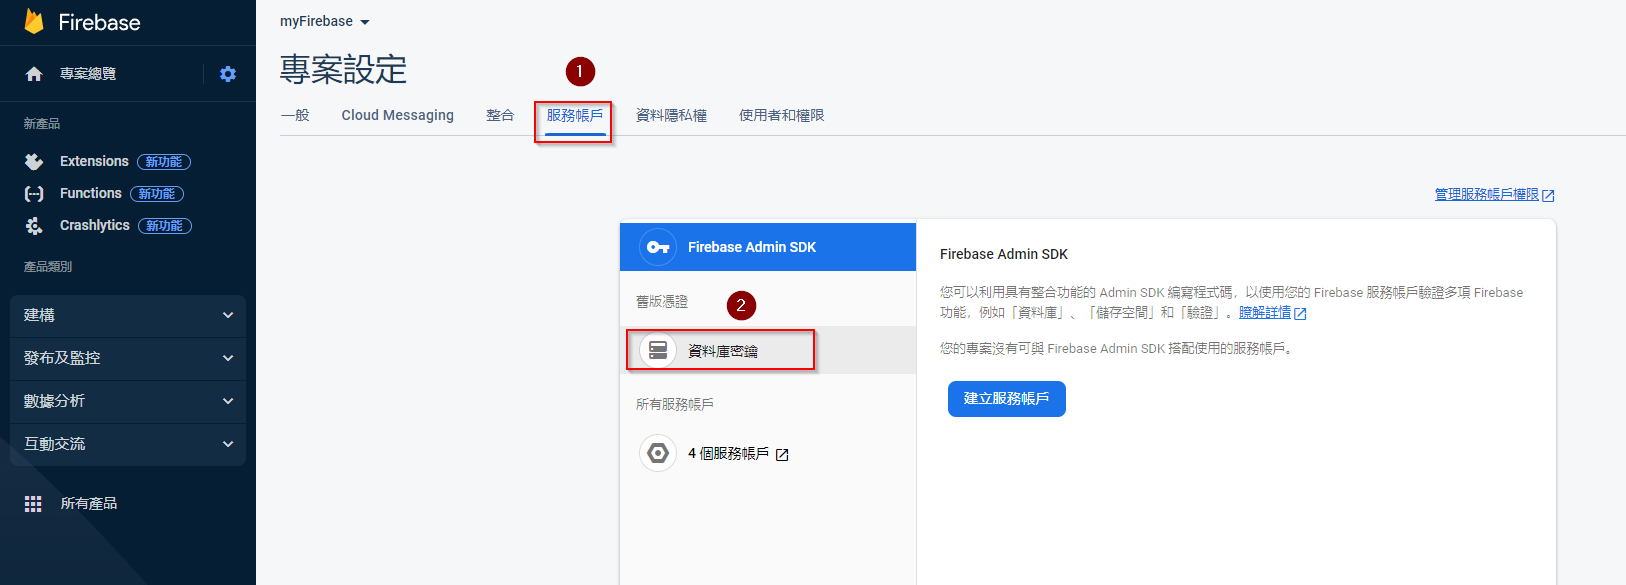 Firebase
專案總覽
新產品
Extensions 新功能
Functions 新功能
Crashlytics 新功能
產品類別
建構
發布及監控
數據分析
互動交流
所有產品
myFirebase
專案設定
1
一般 Cloud Messaging 整合 服務帳戶 資料隱私權 使用者和權限
管理服務帳戶權限
Firebase Admin SDK
舊版憑證
2
資料庫密鑰
所有服務帳戶
4 個服務帳戶
Firebase Admin SDK
您可以利用具有整合功能的 Admin SDK 編寫程式碼，以使用您的 Firebase 服務帳戶驗證多項 Firebase
功能，例如「資料庫」、「儲存空間」和「驗證」。瞭解詳情
您的專案沒有可與 Firebase Admin SDK 搭配使用的服務帳戶。
建立服務帳戶